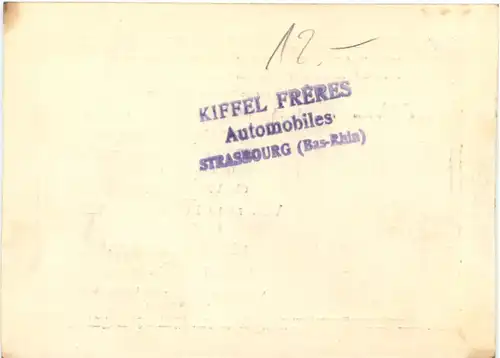 12.-
KIFFEL FRÈRES
Automobiles
STRASBOURG (Bas-Rhin)